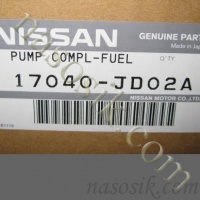 NISSAN
GENUINE PARTS
Made in Japan
PUMP COMPL-FUEL Q'TY
17040-JD02A
NISSAN MOTOR CO.,LTD.
nasosik.com